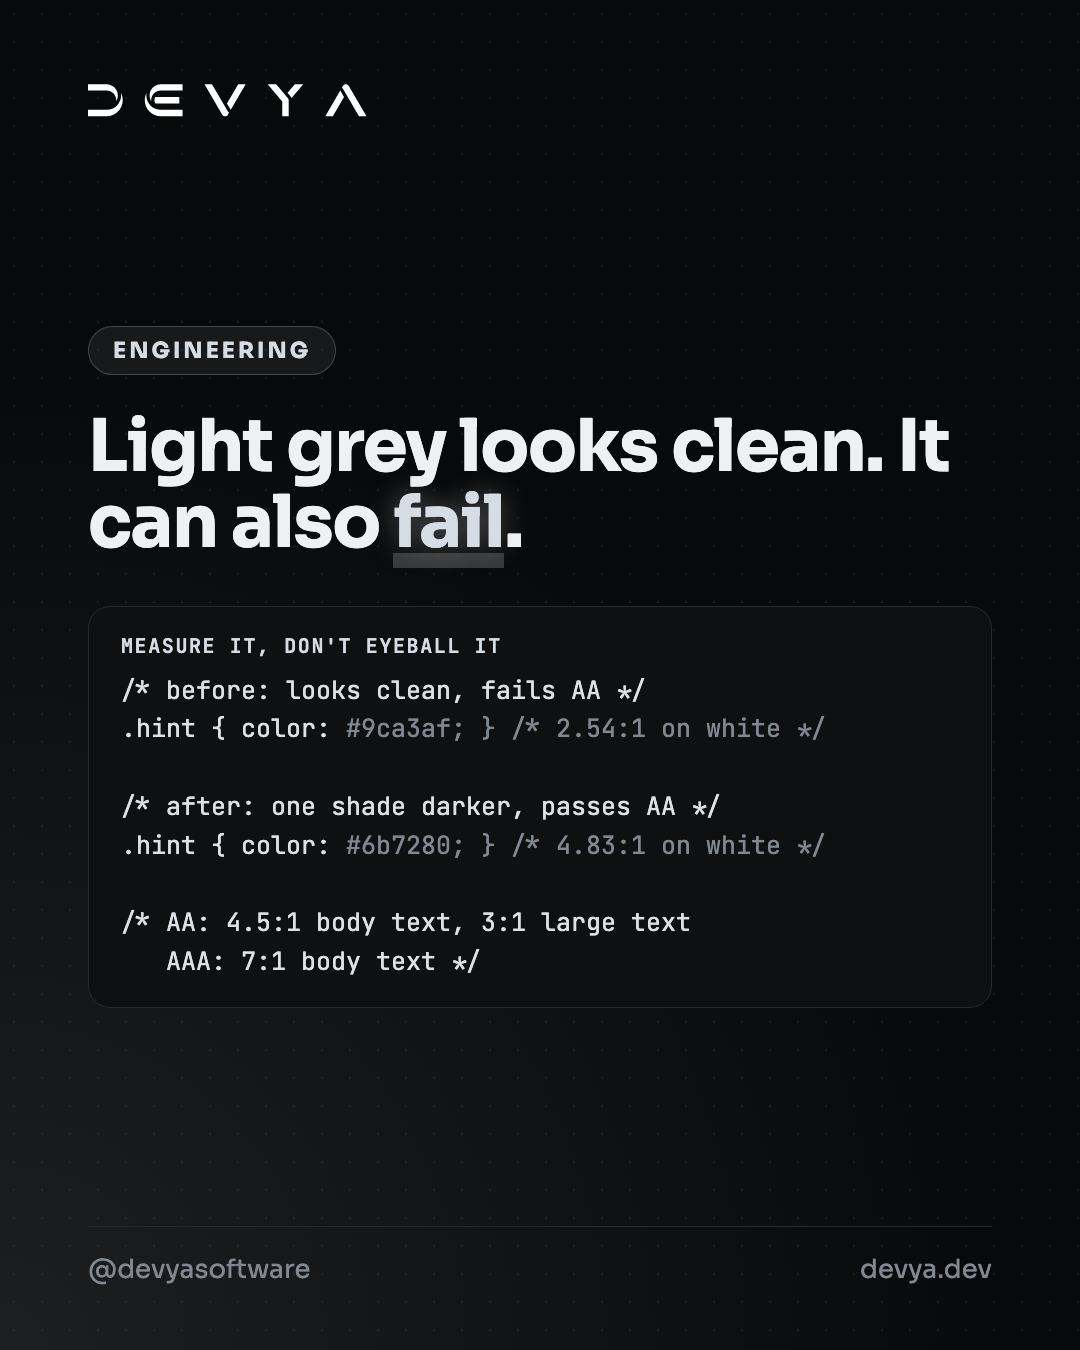 DEVYA
ENGINEERING
Light grey looks clean. It
can also fail.
MEASURE IT, DON'T EYEBALL IT
/* before: looks clean, fails AA */
.hint { color: #9ca3af; } /* 2.54:1 on white */
/* after: one shade darker, passes AA */
.hint { color: #6b7280; } /* 4.83:1 on white */
/* AA: 4.5:1 body text, 3:1 large text
AAA: 7:1 body text */
@devyasoftware
devya.dev